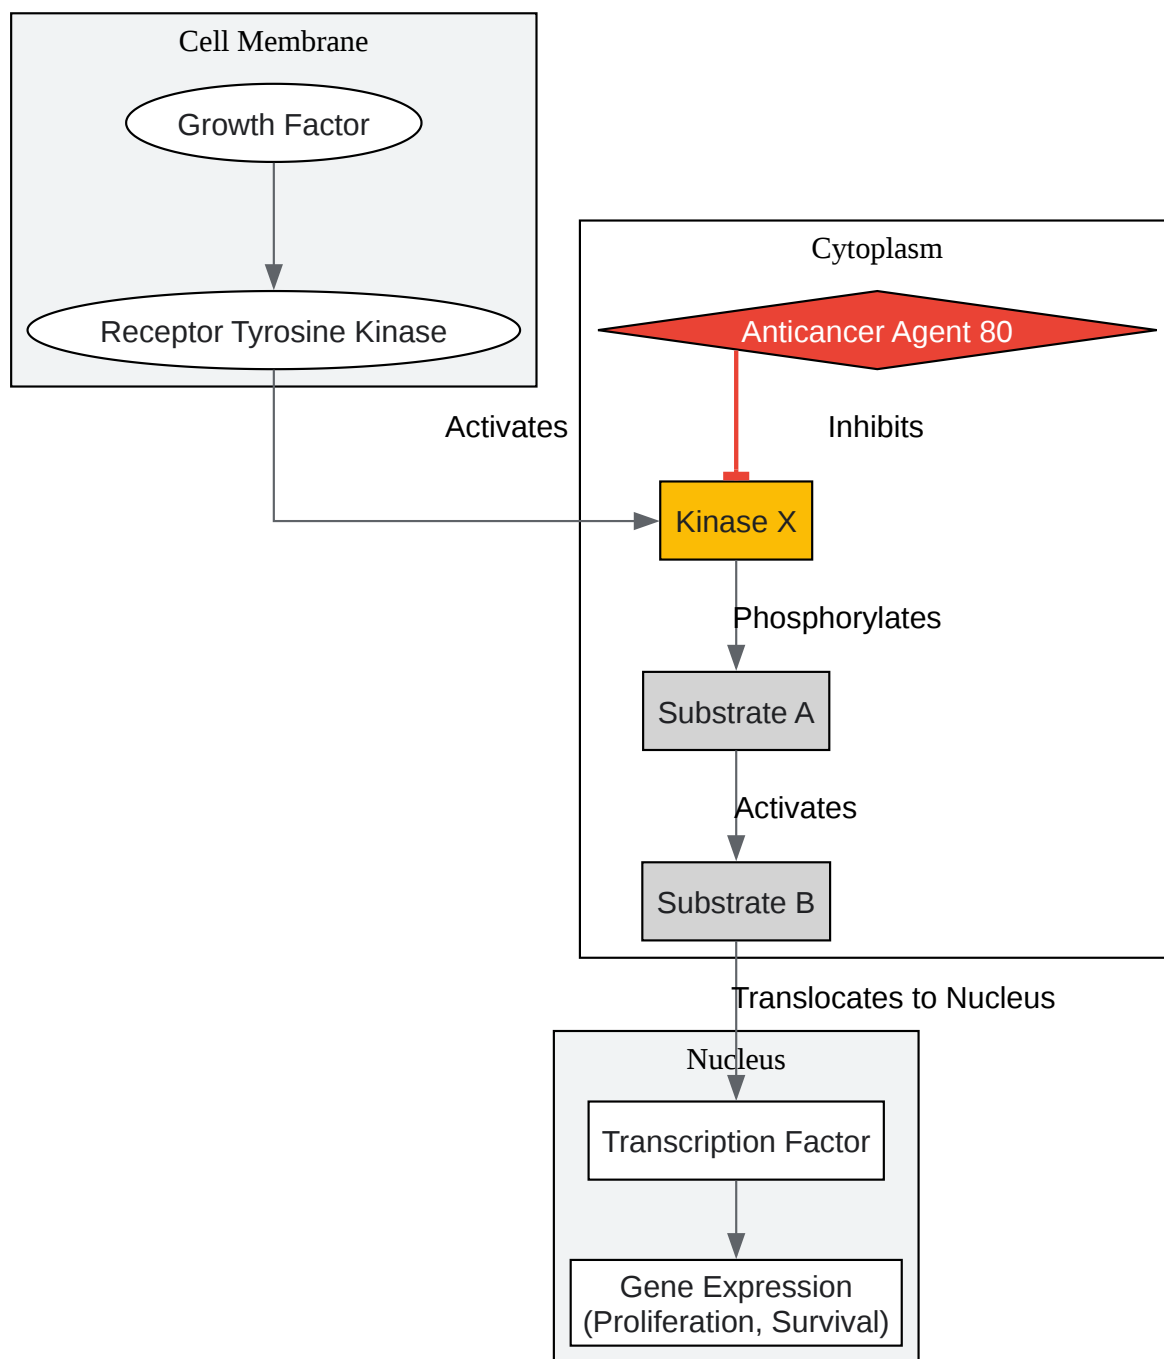 Cell Membrane
Growth Factor
Receptor Tyrosine Kinase
Cytoplasm
Anticancer Agent 80
Activates
Inhibits
Kinase X
Phosphorylates
Substrate A
Activates
Substrate B
Translocates to Nucleus
Nucleus
Transcription Factor
Gene Expression
(Proliferation, Survival)